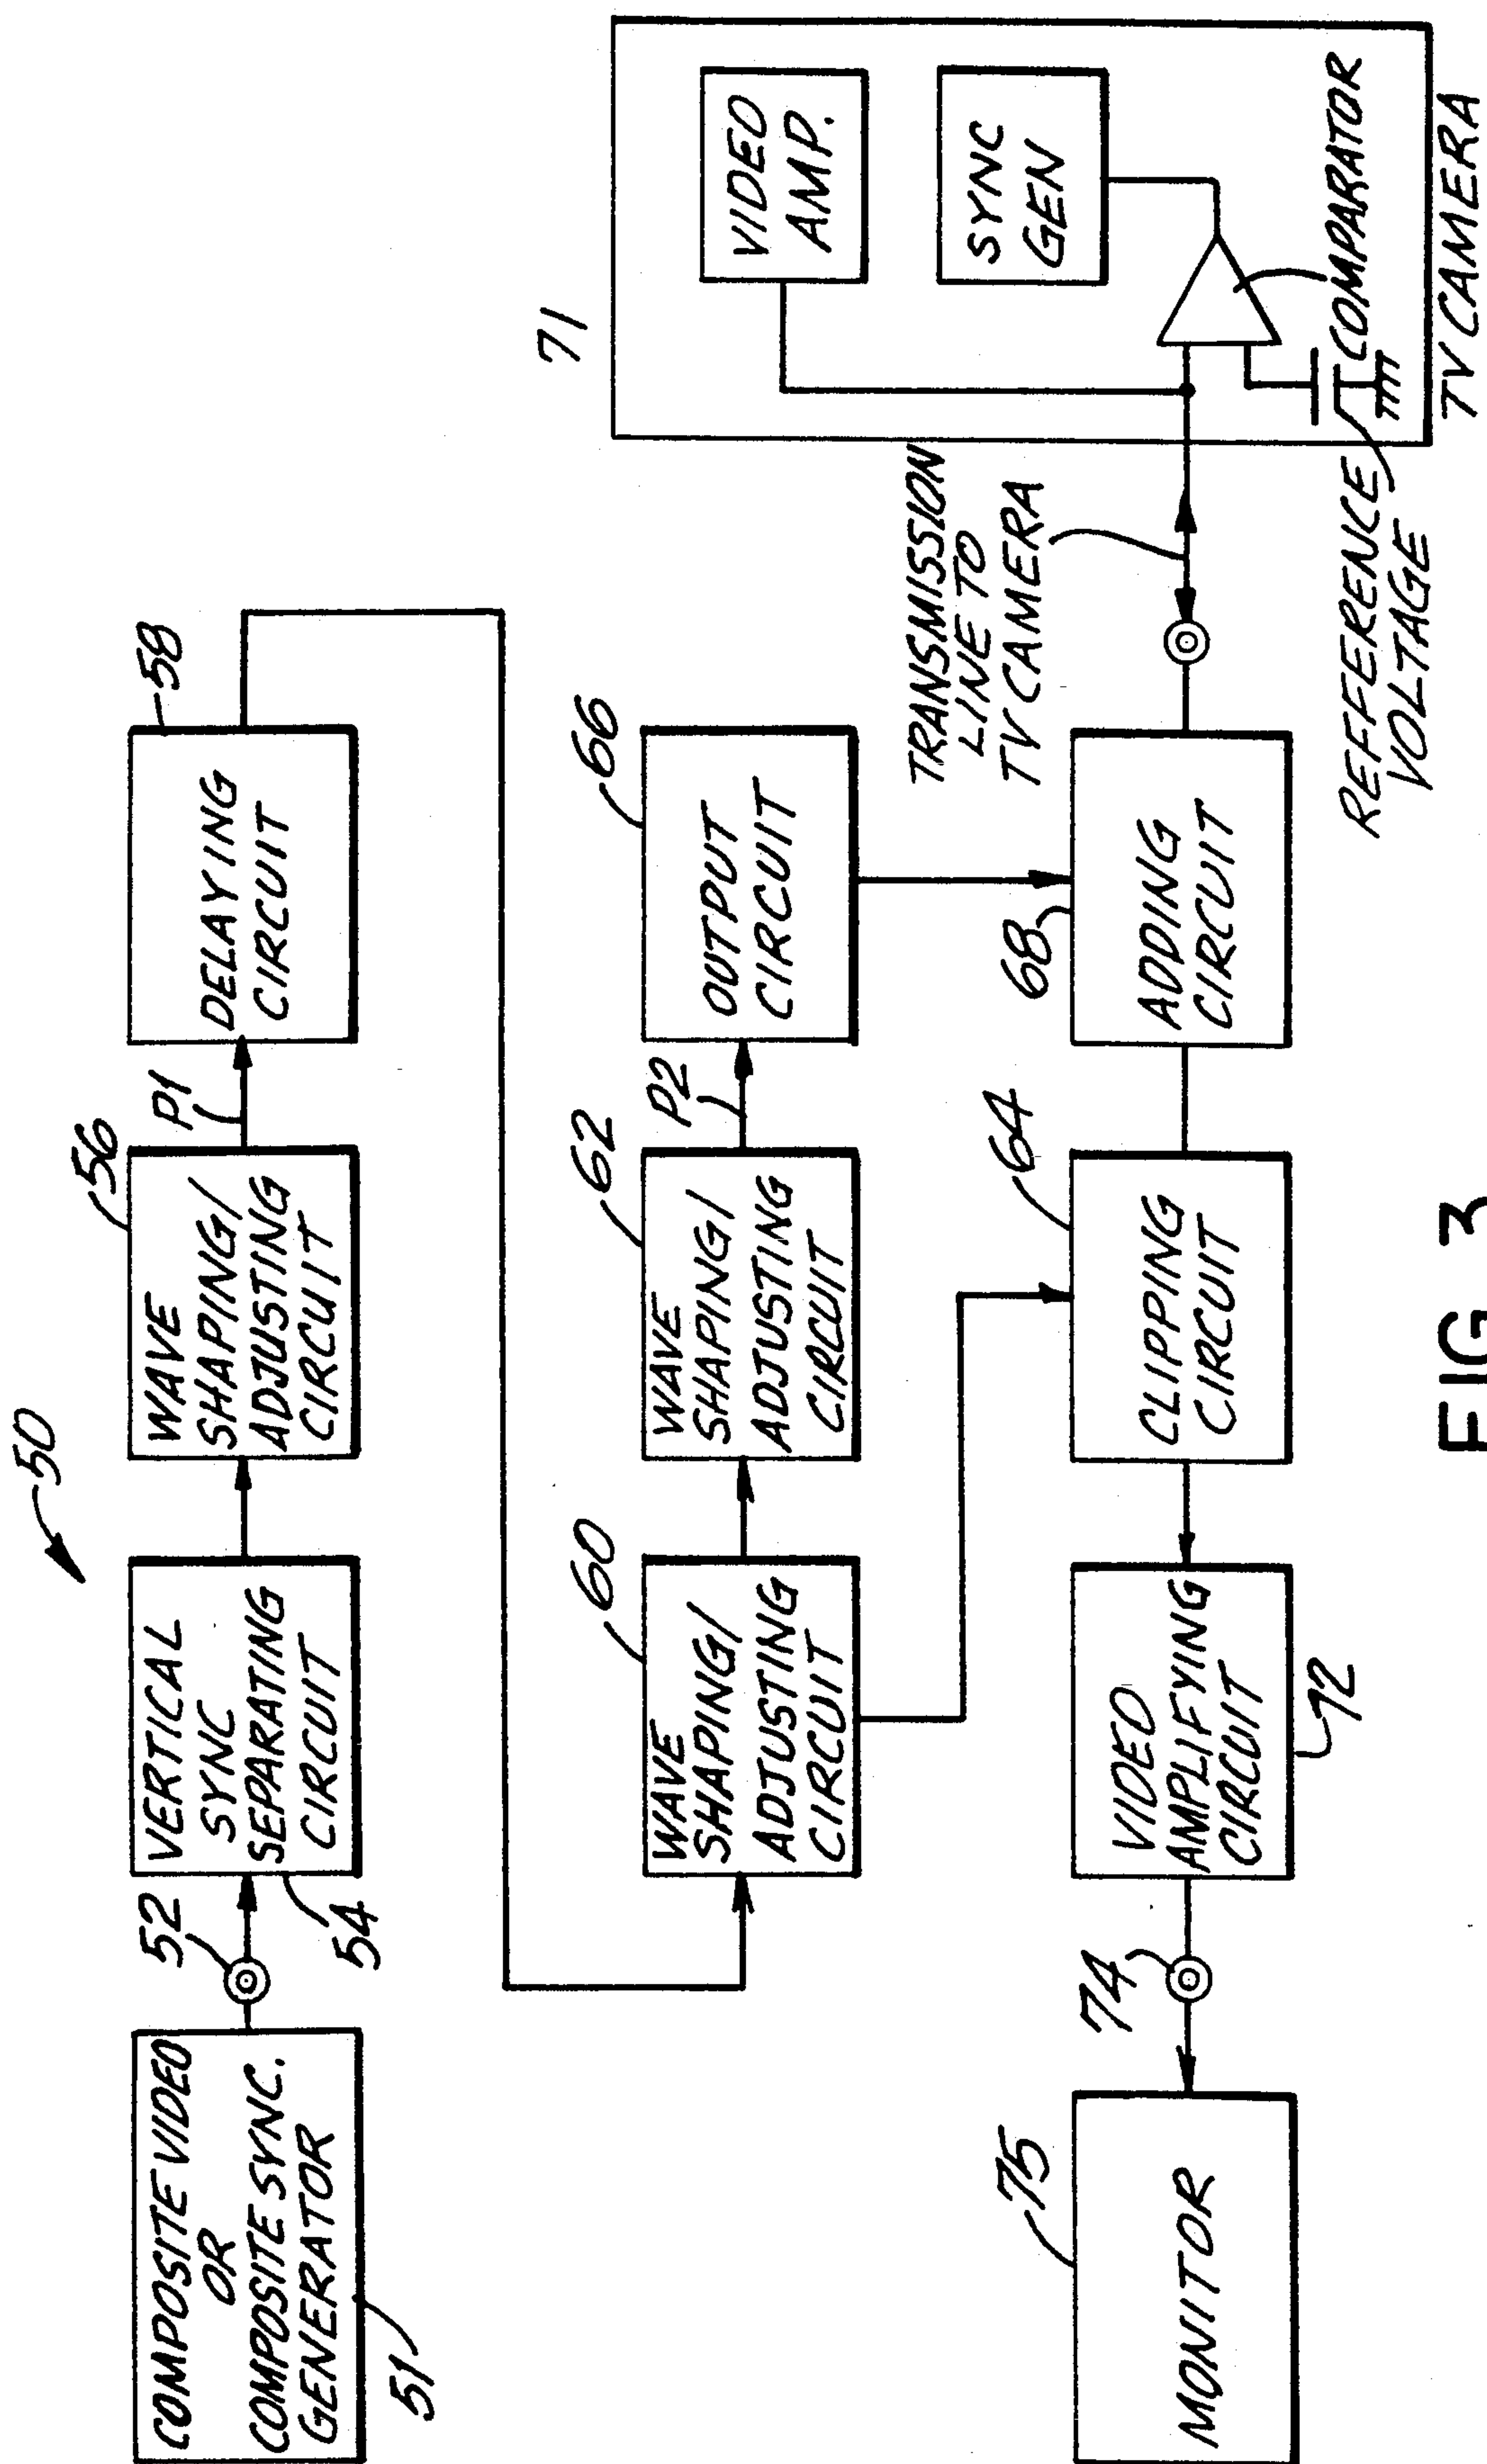 50
COMPOSITE VIDEO
OR
COMPOSITE SYNC.
GENERATOR
51
52
VERTICAL
SYNC
SEPARATING
CIRCUIT
54
56
WAVE
SHAPING/
ADJUSTING
CIRCUIT
P1
DELAYING
CIRCUIT
58
60
WAVE
SHAPING/
ADJUSTING
CIRCUIT
62
WAVE
SHAPING/
ADJUSTING
CIRCUIT
P2
OUTPUT
CIRCUIT
66
75
MONITOR
74
VIDEO
AMPLIFYING
CIRCUIT
72
64
CLIPPING
CIRCUIT
68
ADDING
CIRCUIT
TRANSMISSION
LINE TO
TV CAMERA
71
VIDEO
AMP.
SYNC
GEN
COMPARATOR
TV CAMERA
REFFERENCE
VOLTAGE
FIG. 3